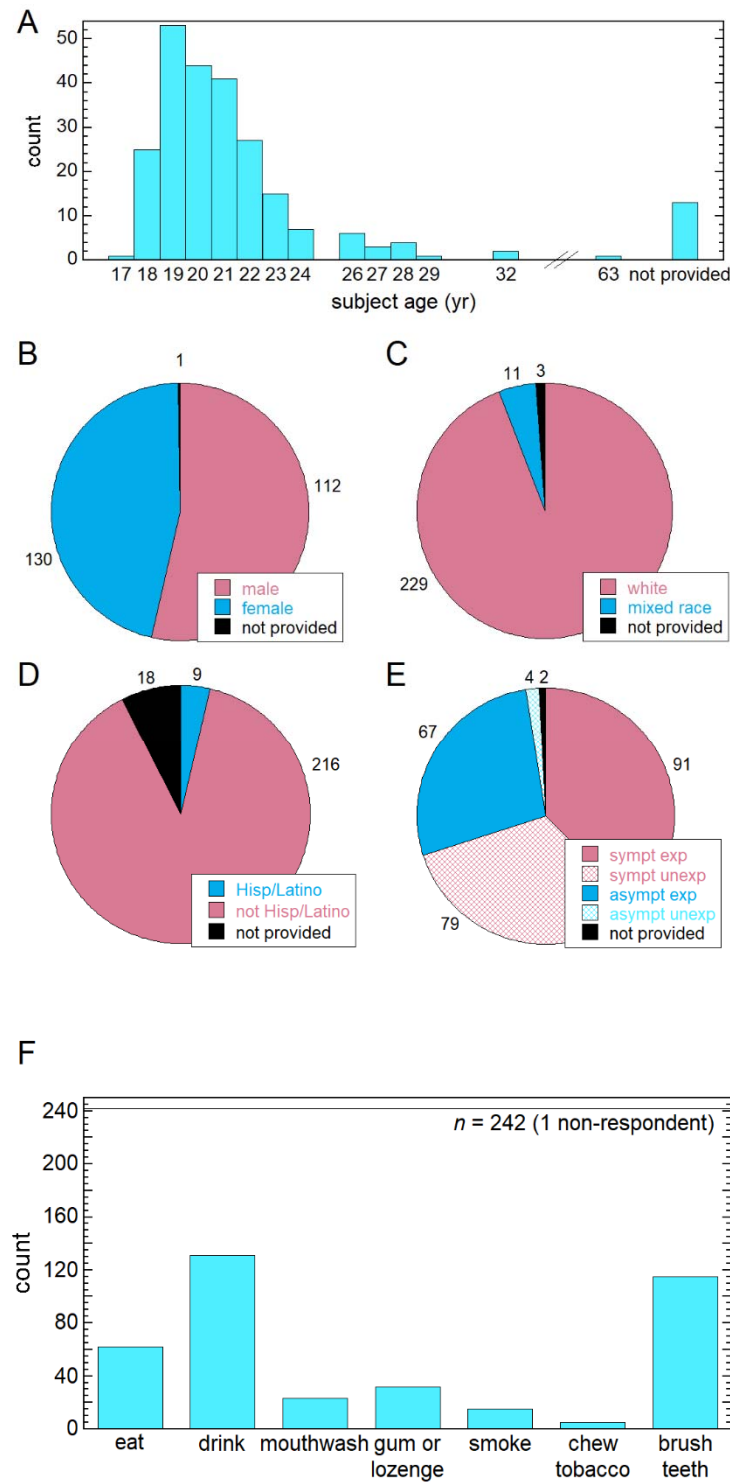 A
50
40
30
20
10
0
count
17 18 19 20 21 22 23 24 26 27 28 29 32 63 not provided
subject age (yr)
B
1
112
130
male
female
not provided
C
11 3
229
white
mixed race
not provided
D
18 9
216
Hisp/Latino
not Hisp/Latino
not provided
E
4 2
67
91
79
sympt exp
sympt unexp
asympt exp
asympt unexp
not provided
F
240
200
160
120
80
40
0
count
n = 242 (1 non-respondent)
eat drink mouthwash gum or lozenge smoke chew tobacco brush teeth